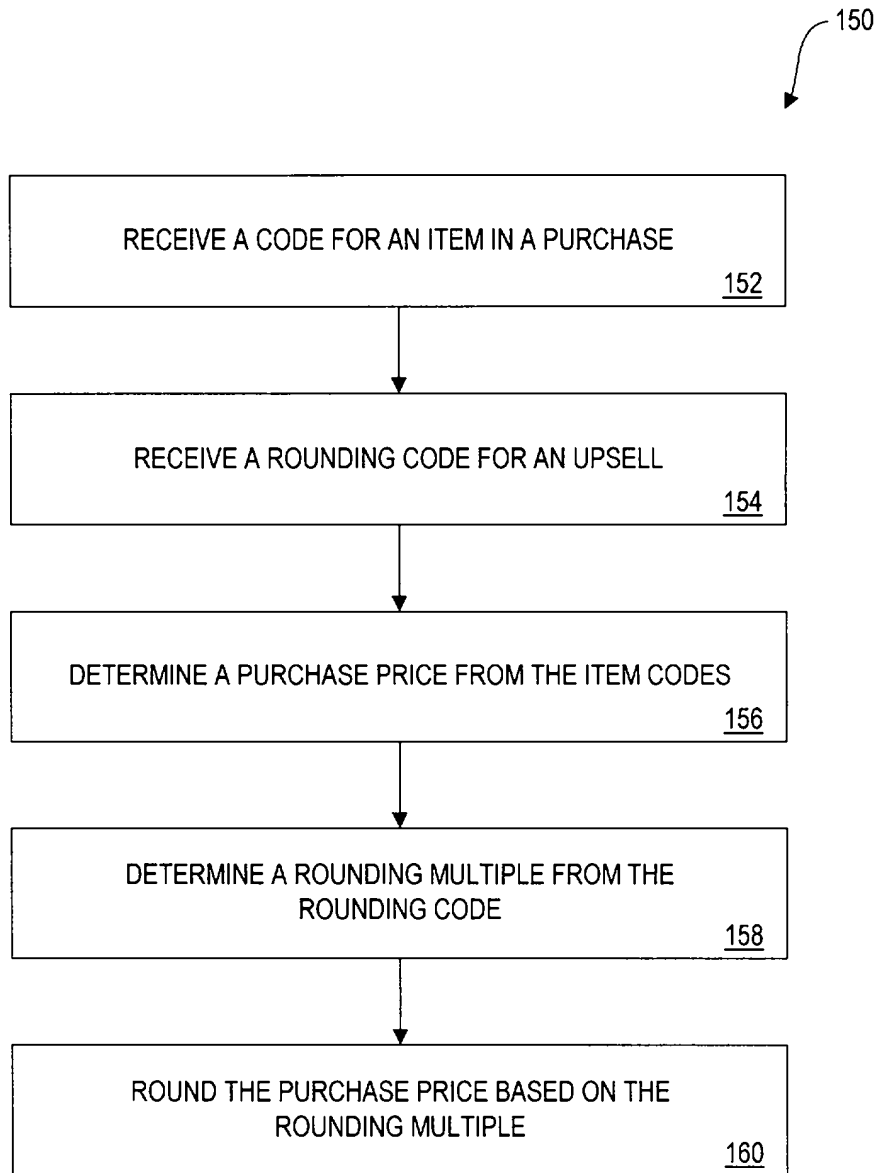 150
RECEIVE A CODE FOR AN ITEM IN A PURCHASE
152
RECEIVE A ROUNDING CODE FOR AN UPSELL
154
DETERMINE A PURCHASE PRICE FROM THE ITEM CODES
156
DETERMINE A ROUNDING MULTIPLE FROM THE
ROUNDING CODE
158
ROUND THE PURCHASE PRICE BASED ON THE
ROUNDING MULTIPLE
160